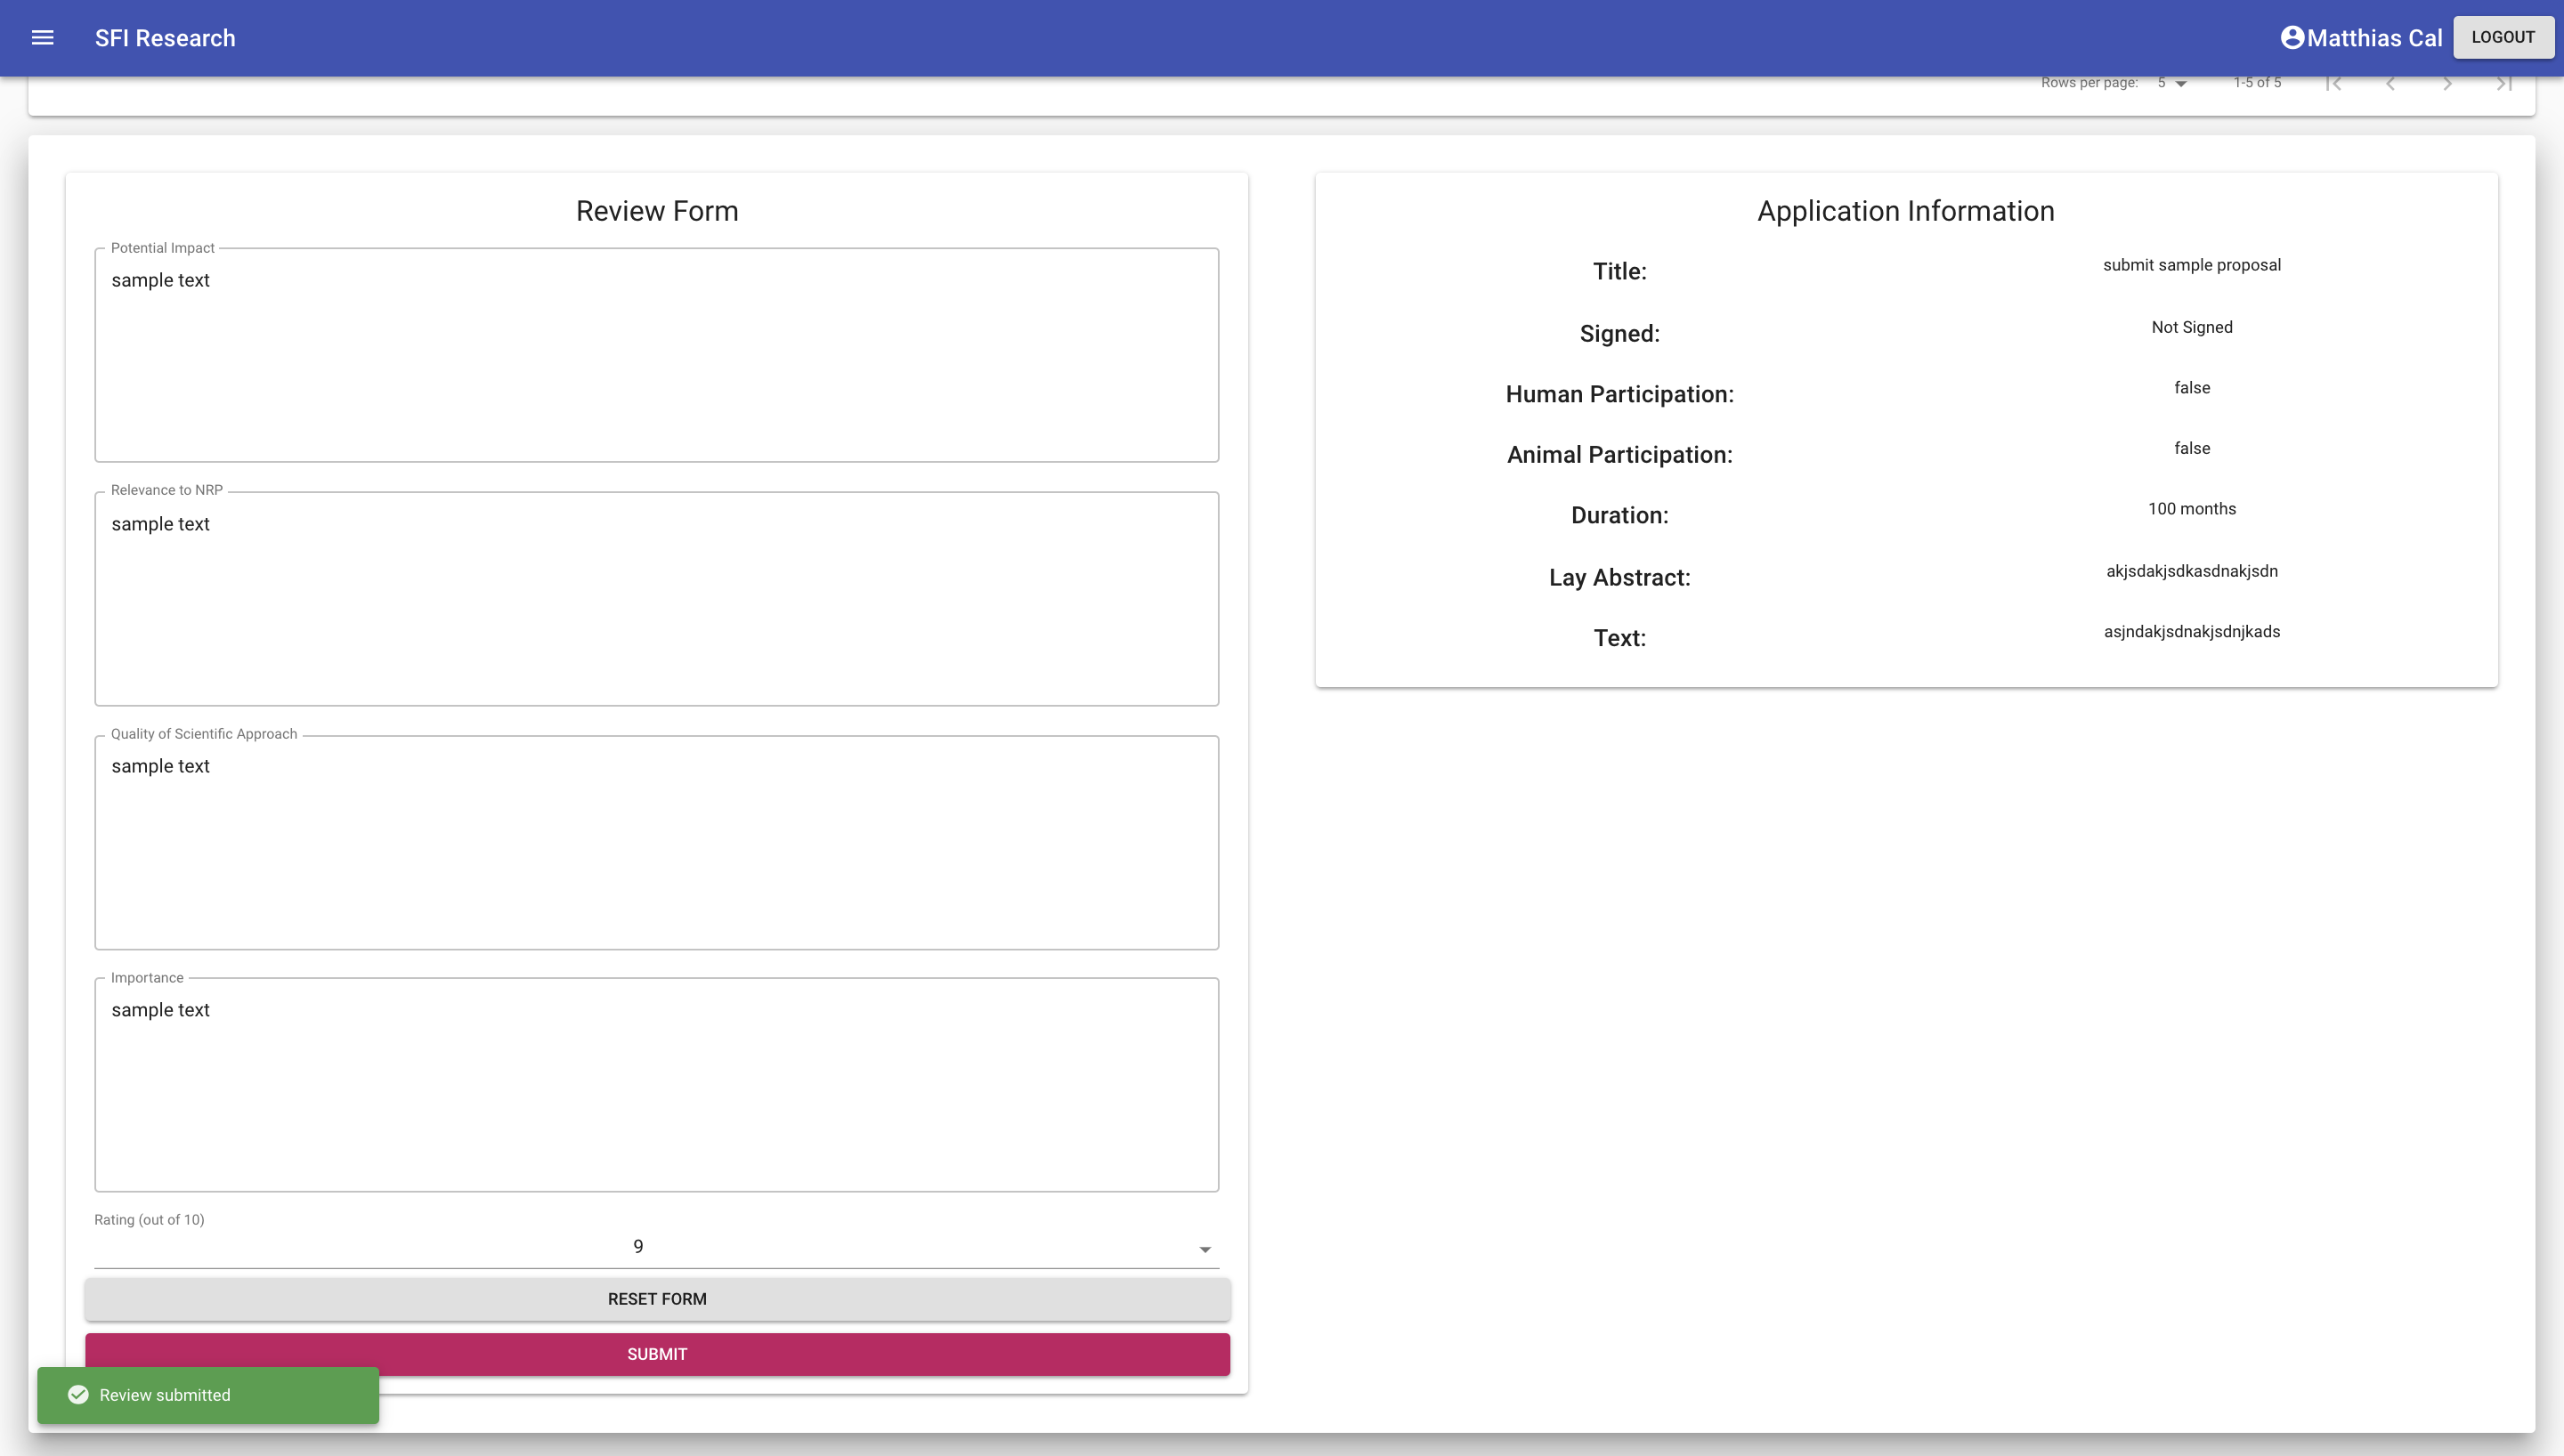 SFI Research
Matthias Cal
LOGOUT
Rows per page: 5 1-5 of 5
Review Form
Potential Impact
sample text
Relevance to NRP
sample text
Quality of Scientific Approach
sample text
Importance
sample text
Rating (out of 10)
9
RESET FORM
SUBMIT
Review submitted
Application Information
Title: submit sample proposal
Signed: Not Signed
Human Participation: false
Animal Participation: false
Duration: 100 months
Lay Abstract: akjsdakjsdkasdnakjsdn
Text: asjndakjsdnakjsdnjkads